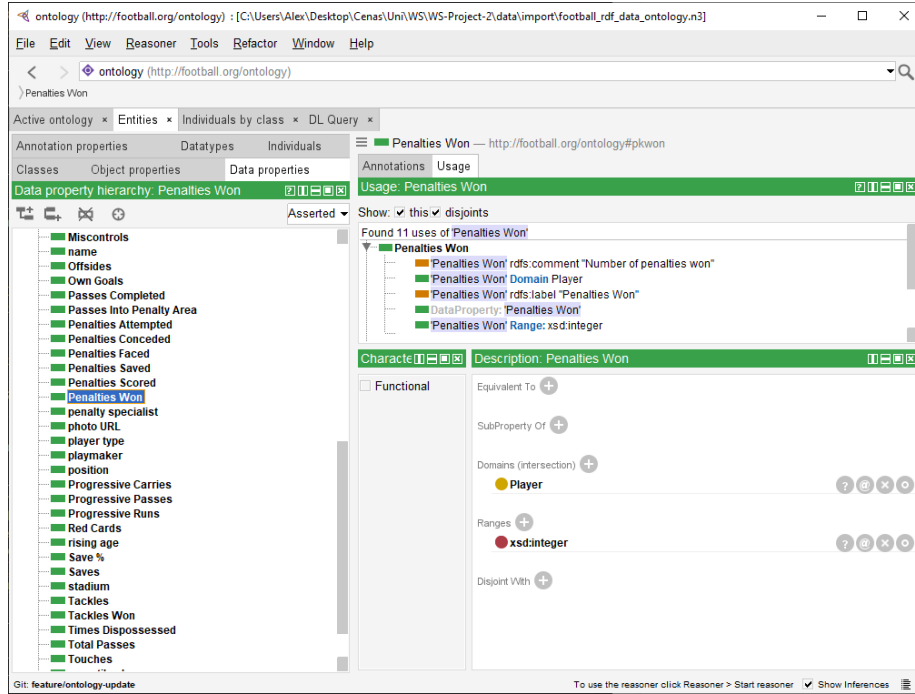 ontology (http://football.org/ontology) : [C:\Users\Alex\Desktop\Cenas\Uni\WS\WS-Project-2\data\import\football_rdf_data_ontology.n3]
File Edit View Reasoner Tools Refactor Window Help
ontology (http://football.org/ontology)
Penalties Won
Active ontology × Entities × Individuals by class × DL Query ×
Annotation properties Datatypes Individuals
Classes Object properties Data properties
Data property hierarchy: Penalties Won
Asserted
Miscontrols
name
Offsides
Own Goals
Passes Completed
Passes Into Penalty Area
Penalties Attempted
Penalties Conceded
Penalties Faced
Penalties Saved
Penalties Scored
Penalties Won
penalty specialist
photo URL
player type
playmaker
position
Progressive Carries
Progressive Passes
Progressive Runs
Red Cards
rising age
Save %
Saves
stadium
Tackles
Tackles Won
Times Dispossessed
Total Passes
Touches
Penalties Won — http://football.org/ontology#pkwon
Annotations Usage
Usage: Penalties Won
Show: this disjoints
Found 11 uses of 'Penalties Won'
Penalties Won
'Penalties Won' rdfs:comment "Number of penalties won"
'Penalties Won' Domain Player
'Penalties Won' rdfs:label "Penalties Won"
DataProperty: 'Penalties Won'
'Penalties Won' Range: xsd:integer
Characte
Functional
Description: Penalties Won
Equivalent To
SubProperty Of
Domains (intersection)
Player
Ranges
xsd:integer
Disjoint With
Git: feature/ontology-update
To use the reasoner click Reasoner > Start reasoner Show Inferences